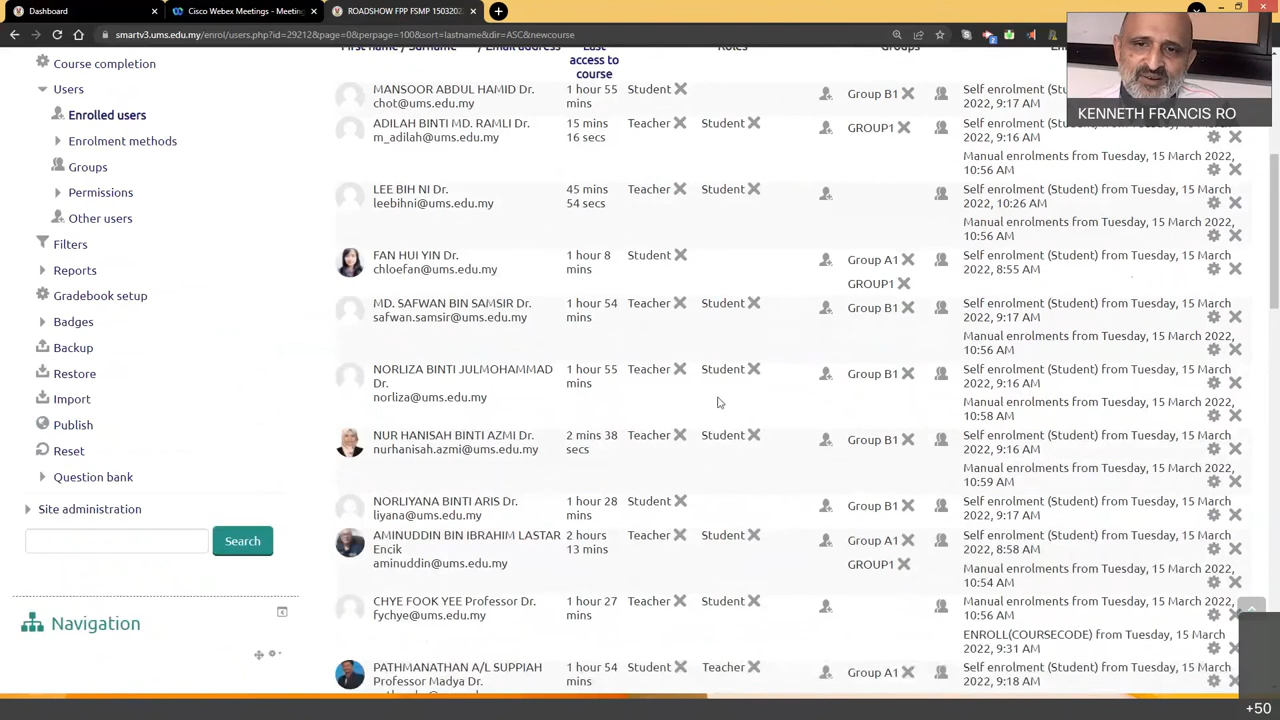 Dashboard
Cisco Webex Meetings - Meetin
ROADSHOW FPP FSMP 1503202
smartv3.ums.edu.my/enrol/users.php?id=29212&page=0&perpage=100&sort=lastname&dir=ASC&newcourse
First name / Surname / Email address
Last
access to
course
Roles
Groups
Course completion
Users
Enrolled users
Enrolment methods
Groups
Permissions
Other users
Filters
Reports
Gradebook setup
Badges
Backup
Restore
Import
Publish
Reset
Question bank
Site administration
Search
Navigation
MANSOOR ABDUL HAMID Dr.
chot@ums.edu.my
1 hour 55
mins
Student
Group B1
Self enrolment (Stud
2022, 9:17 AM
ADILAH BINTI MD. RAMLI Dr.
m_adilah@ums.edu.my
15 mins
16 secs
Teacher
Student
GROUP1
2022, 9:16 AM
Manual enrolments from Tuesday, 15 March 2022,
10:56 AM
LEE BIH NI Dr.
leebihni@ums.edu.my
45 mins
54 secs
Teacher
Student
Self enrolment (Student) from Tuesday, 15 March
2022, 10:26 AM
Manual enrolments from Tuesday, 15 March 2022,
10:56 AM
FAN HUI YIN Dr.
chloefan@ums.edu.my
1 hour 8
mins
Student
Group A1
GROUP1
Self enrolment (Student) from Tuesday, 15 March
2022, 8:55 AM
MD. SAFWAN BIN SAMSIR Dr.
safwan.samsir@ums.edu.my
1 hour 54
mins
Teacher
Student
Group B1
Self enrolment (Student) from Tuesday, 15 March
2022, 9:17 AM
Manual enrolments from Tuesday, 15 March 2022,
10:56 AM
NORLIZA BINTI JULMOHAMMAD
Dr.
norliza@ums.edu.my
1 hour 55
mins
Teacher
Student
Group B1
Self enrolment (Student) from Tuesday, 15 March
2022, 9:16 AM
Manual enrolments from Tuesday, 15 March 2022,
10:58 AM
NUR HANISAH BINTI AZMI Dr.
nurhanisah.azmi@ums.edu.my
2 mins 38
secs
Teacher
Student
Group B1
Self enrolment (Student) from Tuesday, 15 March
2022, 9:16 AM
Manual enrolments from Tuesday, 15 March 2022,
10:59 AM
NORLIYANA BINTI ARIS Dr.
liyana@ums.edu.my
1 hour 28
mins
Student
Group B1
Self enrolment (Student) from Tuesday, 15 March
2022, 9:17 AM
AMINUDDIN BIN IBRAHIM LASTAR
Encik
aminuddin@ums.edu.my
2 hours
13 mins
Teacher
Student
Group A1
GROUP1
Self enrolment (Student) from Tuesday, 15 March
2022, 8:58 AM
Manual enrolments from Tuesday, 15 March 2022,
10:54 AM
CHYE FOOK YEE Professor Dr.
fychye@ums.edu.my
1 hour 27
mins
Teacher
Student
Manual enrolments from Tuesday, 15 March 2022,
10:56 AM
ENROLL(COURSECODE) from Tuesday, 15 March
2022, 9:31 AM
PATHMANATHAN A/L SUPPIAH
Professor Madya Dr.
1 hour 54
mins
Student
Teacher
Group A1
Self enrolment (Student) from Tuesday, 15 March
2022, 9:18 AM
KENNETH FRANCIS RO
+50